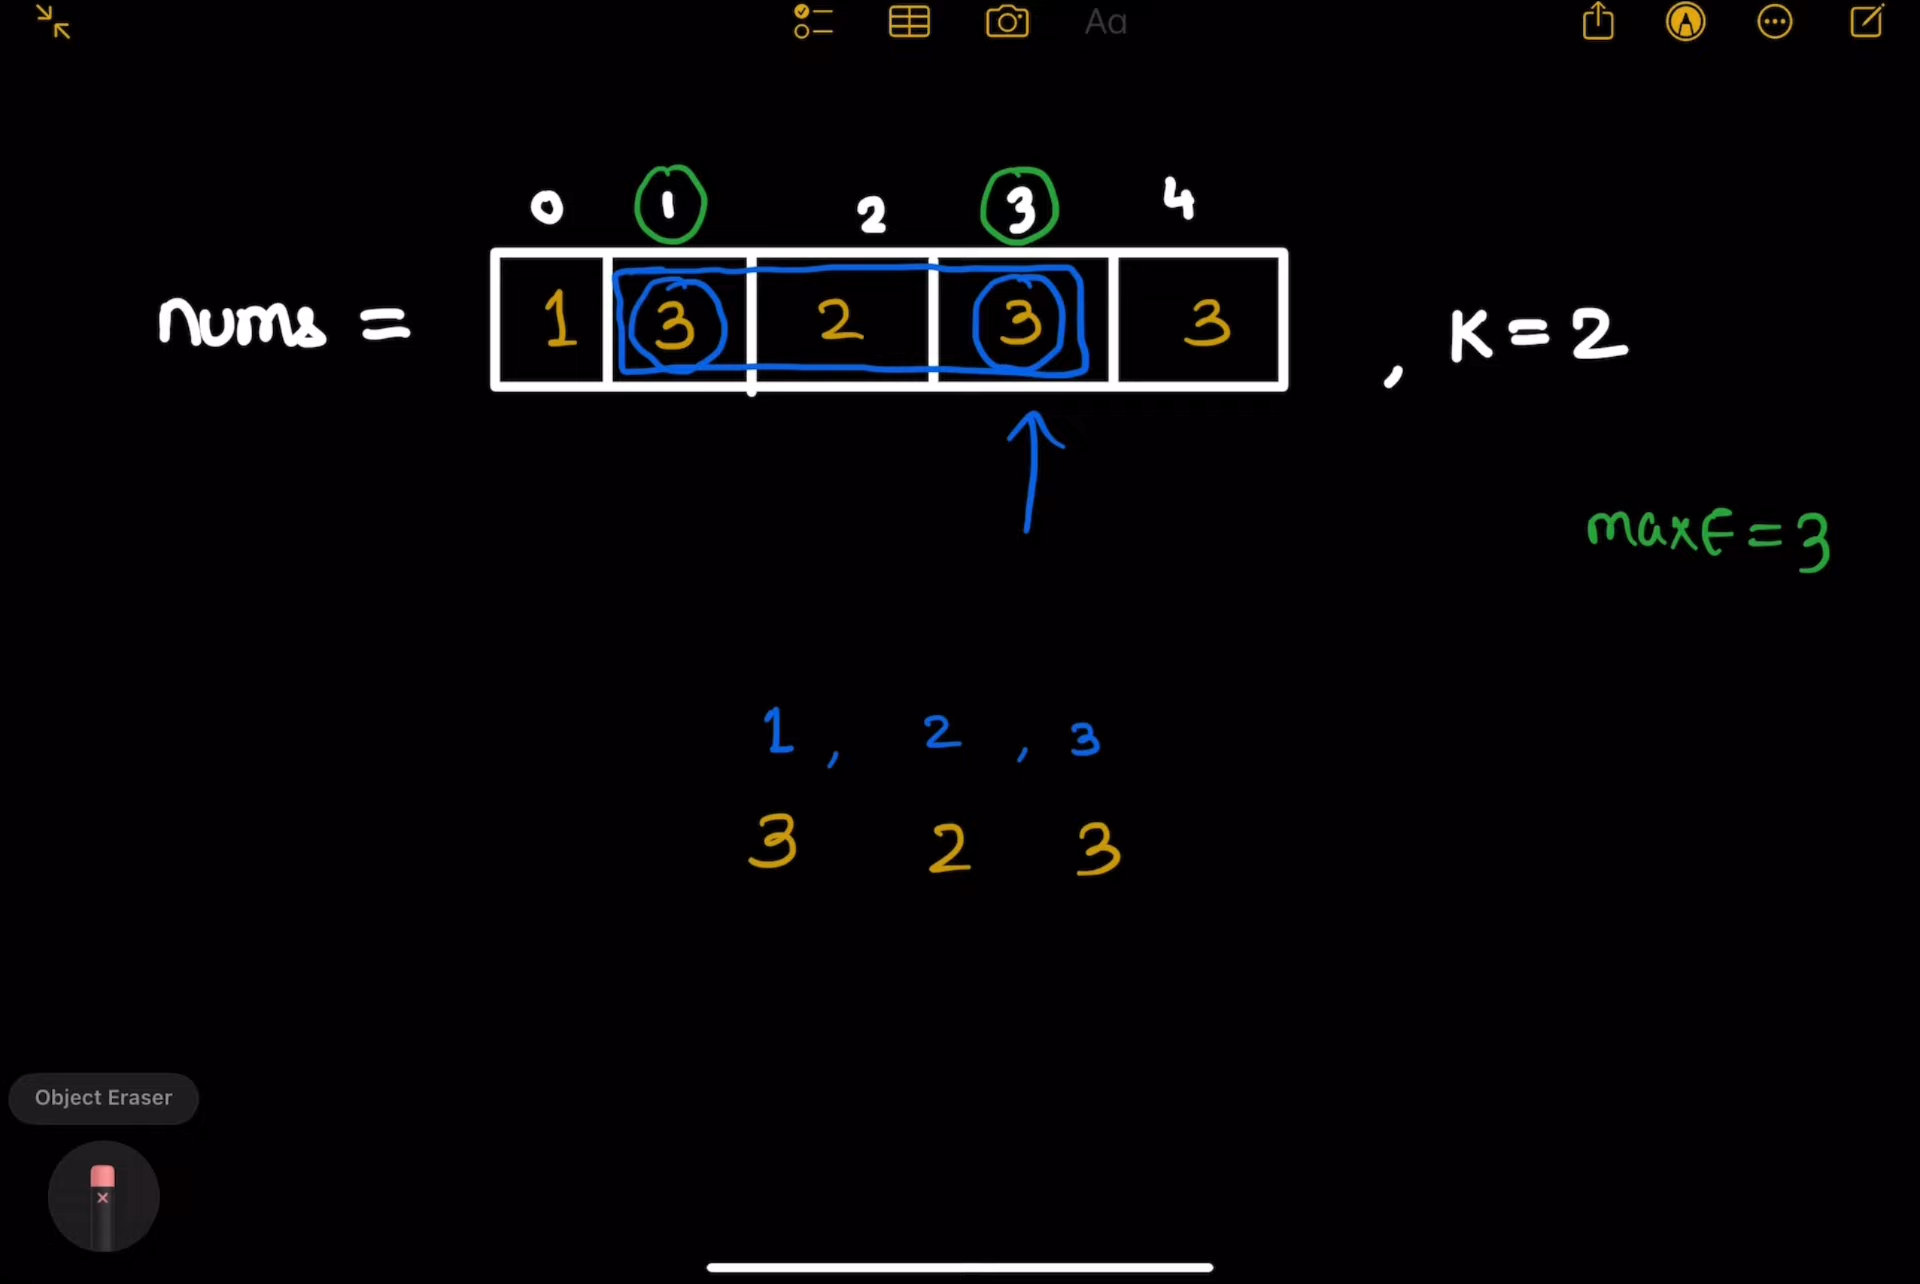 Aa
0 1 2 3 4
nums = 1 3 2 3 3 , K = 2
maxE = 3
1 , 2 , 3
3 2 3
Object Eraser